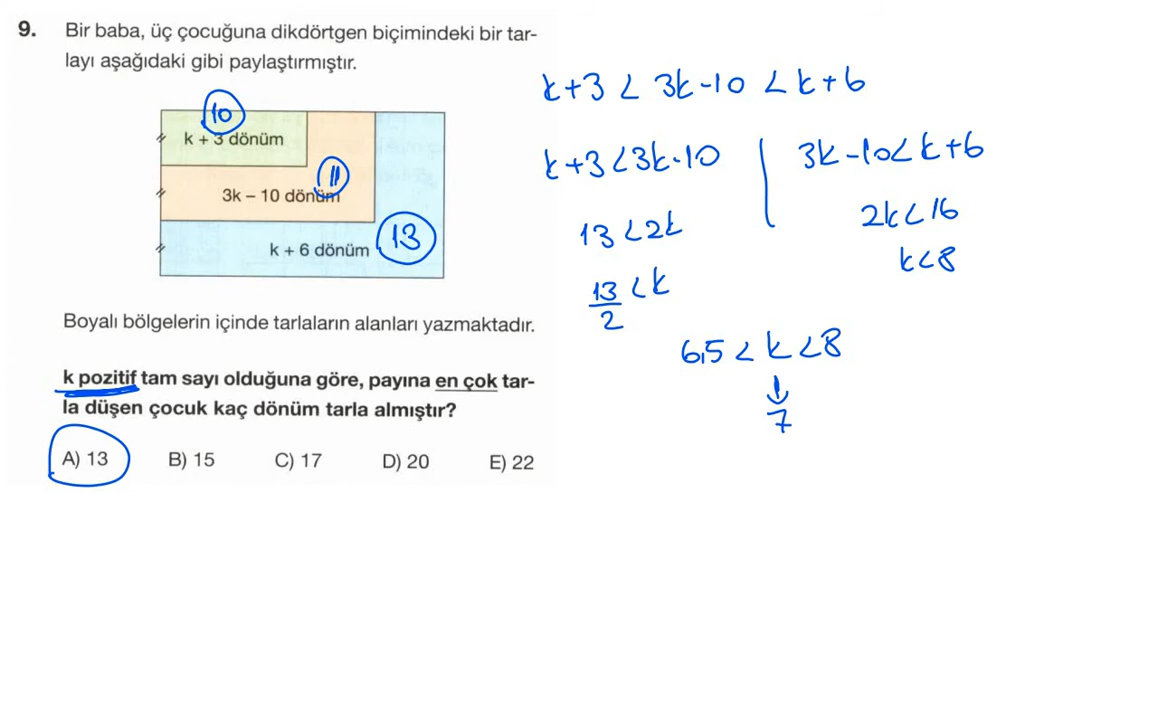 9. Bir baba, üç çocuğuna dikdörtgen biçimindeki bir tar-
layı aşağıdaki gibi paylaştırmıştır.
10
k + 3 dönüm
11
3k – 10 dönüm
13
k + 6 dönüm
Boyalı bölgelerin içinde tarlaların alanları yazmaktadır.
k pozitif tam sayı olduğuna göre, payına en çok tar-
la düşen çocuk kaç dönüm tarla almıştır?
A) 13 B) 15 C) 17 D) 20 E) 22
k+3 < 3k-10 < k+6
k+3<3k-10
13<2k
13/2 < k
3k-10<k+6
2k<16
k<8
6,5 < k < 8
7